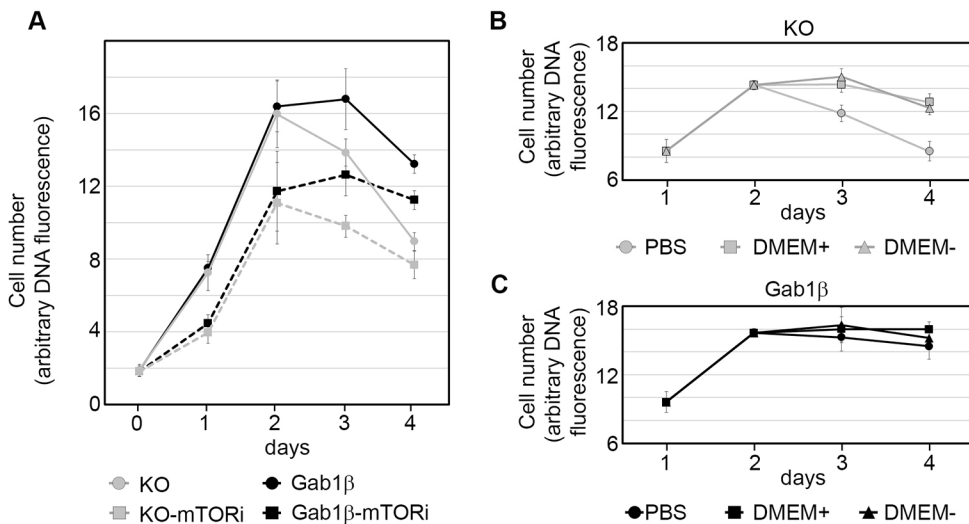 A
Cell number
(arbitrary DNA fluorescence)
16
12
8
4
0
0 1 2 3 4
days
KO
Gab1β
KO-mTORi
Gab1β-mTORi
B
KO
Cell number
(arbitrary DNA
fluorescence)
18
12
6
1 2 3 4
days
PBS DMEM+ DMEM-
C
Gab1β
Cell number
(arbitrary DNA
fluorescence)
18
12
6
1 2 3 4
days
PBS DMEM+ DMEM-